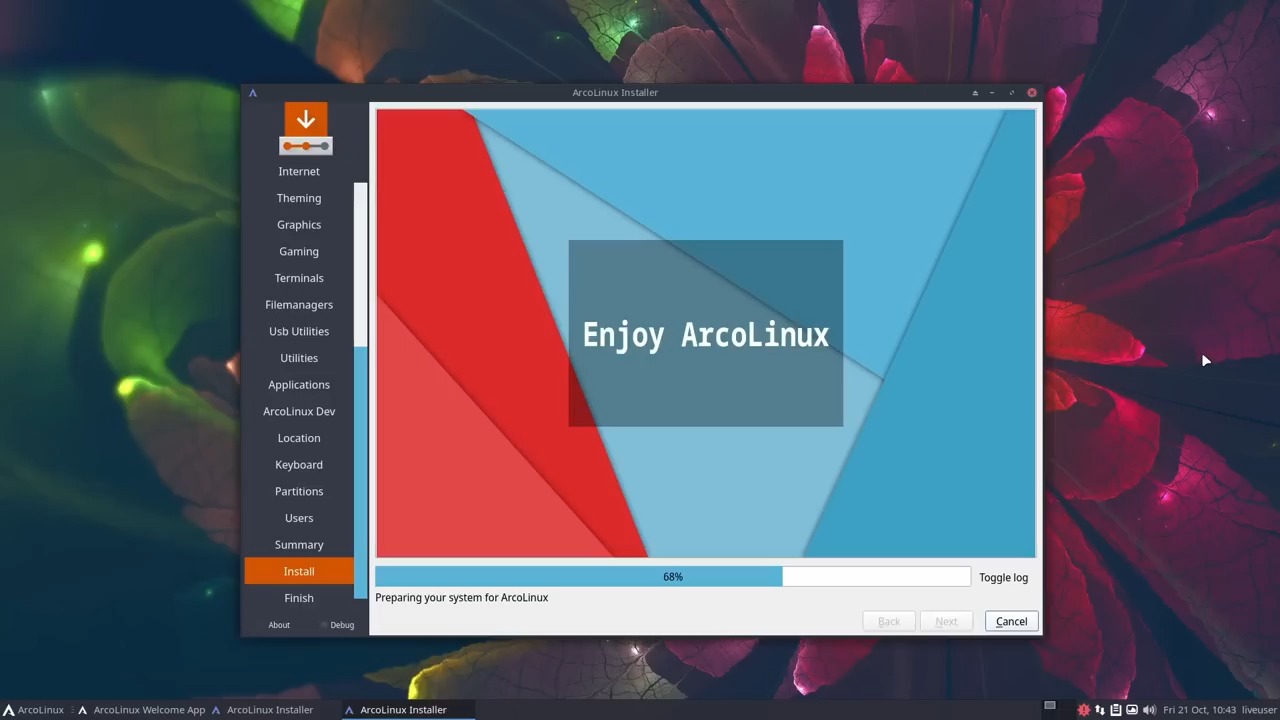 ArcoLinux Installer
Internet
Theming
Graphics
Gaming
Terminals
Filemanagers
Usb Utilities
Utilities
Applications
ArcoLinux Dev
Location
Keyboard
Partitions
Users
Summary
Install
Finish
About
Debug
Enjoy ArcoLinux
68%
Toggle log
Preparing your system for ArcoLinux
Back
Next
Cancel
ArcoLinux
ArcoLinux Welcome App
ArcoLinux Installer
ArcoLinux Installer
Fri 21 Oct, 10:43
liveuser